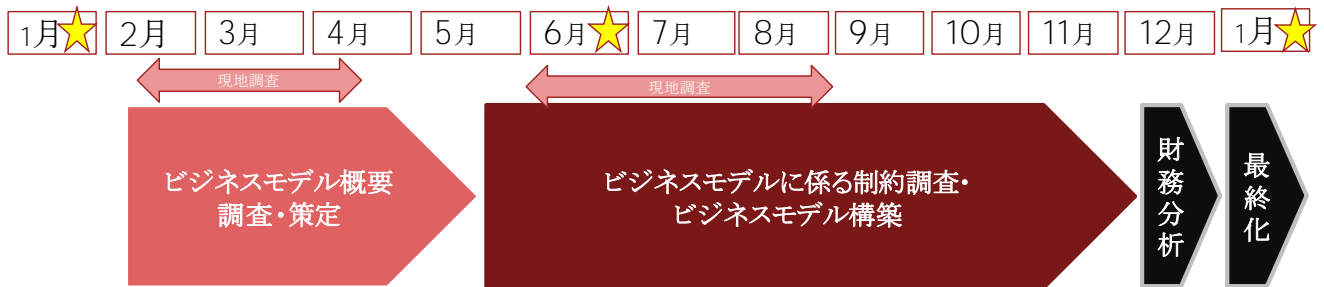 1月 2月 3月 4月 5月 6月 7月 8月 9月 10月 11月 12月 1月
現地調査 現地調査
ビジネスモデル概要
調査・策定
ビジネスモデルに係る制約調査・
ビジネスモデル構築
財務分析
最終化